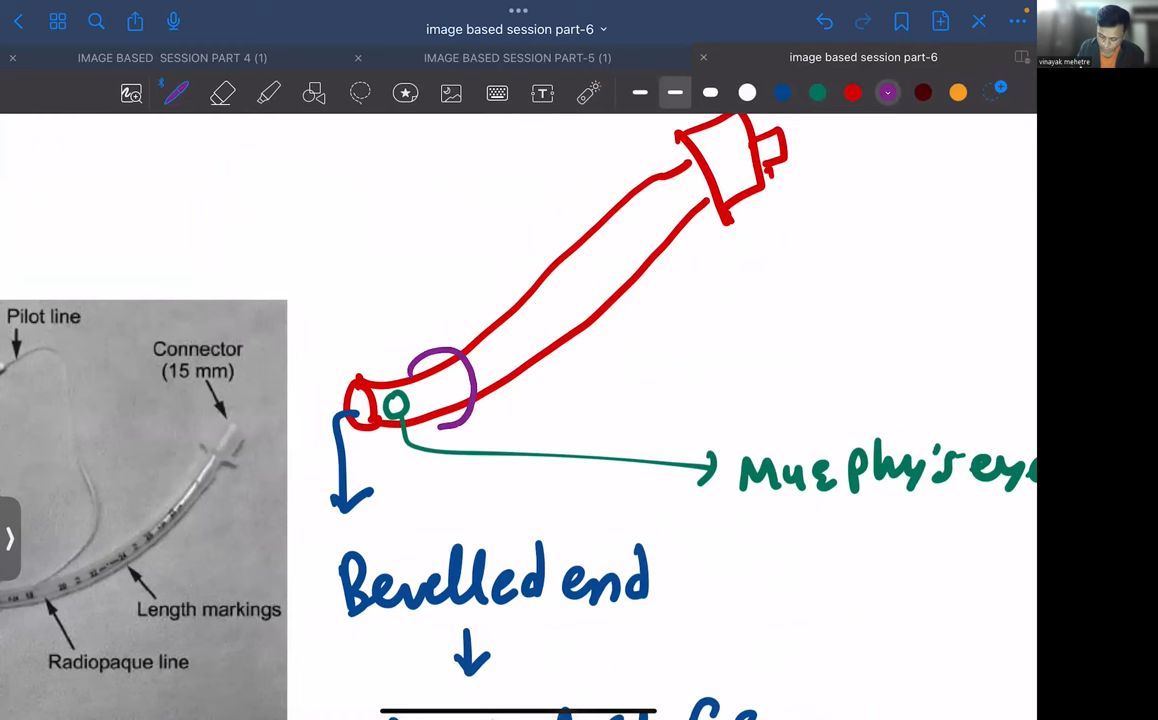 image based session part-6
IMAGE BASED SESSION PART 4 (1)
IMAGE BASED SESSION PART-5 (1)
image based session part-6
vinayak mehetre
Pilot line
Connector
(15 mm)
Length markings
Radiopaque line
Murphy's eye
Bevelled end